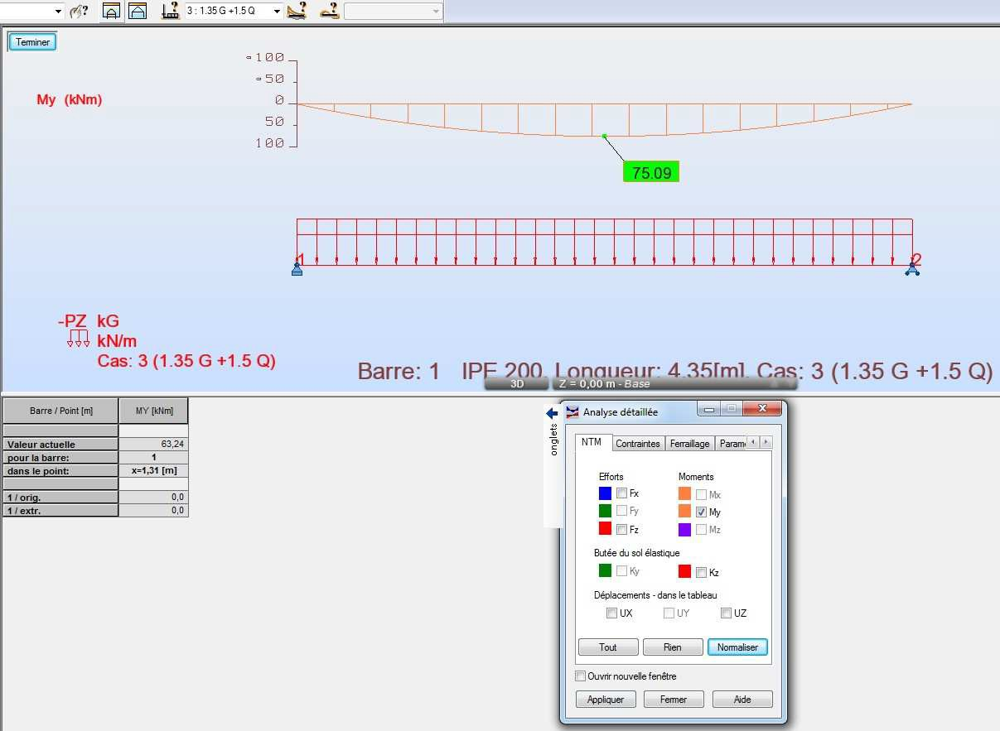 3 : 1.35 G +1.5 Q
Terminer
-100
-50
My (kNm)
0
50
100
75.09
1
2
-PZ kG
kN/m
Cas: 3 (1.35 G +1.5 Q)
Barre: 1 IPE 200, Longueur: 4.35[m], Cas: 3 (1.35 G +1.5 Q)
3D
Z = 0,00 m - Base
Barre / Point [m] MY [kNm]
Valeur actuelle 63,24
pour la barre: 1
dans le point: x=1,31 [m]
1 / orig. 0,0
1 / extr. 0,0
onglets
Analyse détaillée
NTM Contraintes Ferraillage Param
Efforts Moments
Fx Mx
Fy My
Fz Mz
Butée du sol élastique
Ky Kz
Déplacements - dans le tableau
UX UY UZ
Tout Rien Normaliser
Ouvrir nouvelle fenêtre
Appliquer Fermer Aide